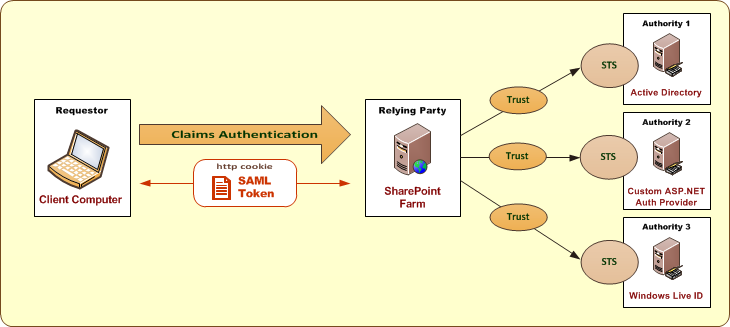 Requestor
Client Computer
Claims Authentication
http cookie
SAML
Token
Relying Party
SharePoint
Farm
Trust
Trust
Trust
STS
Authority 1
Active Directory
STS
Authority 2
Custom ASP.NET
Auth Provider
STS
Authority 3
Windows Live ID